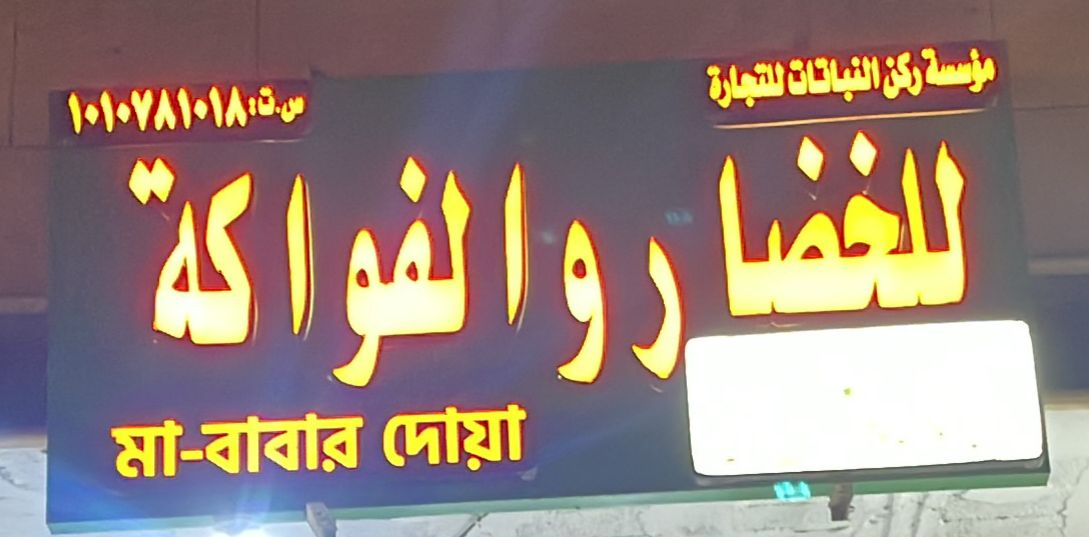 مؤسسة ركن النباتات للتجارة
س.ت: ١٠١٠٧٨١٠١٨
للخضار والفواكة
মা-বাবার দোয়া